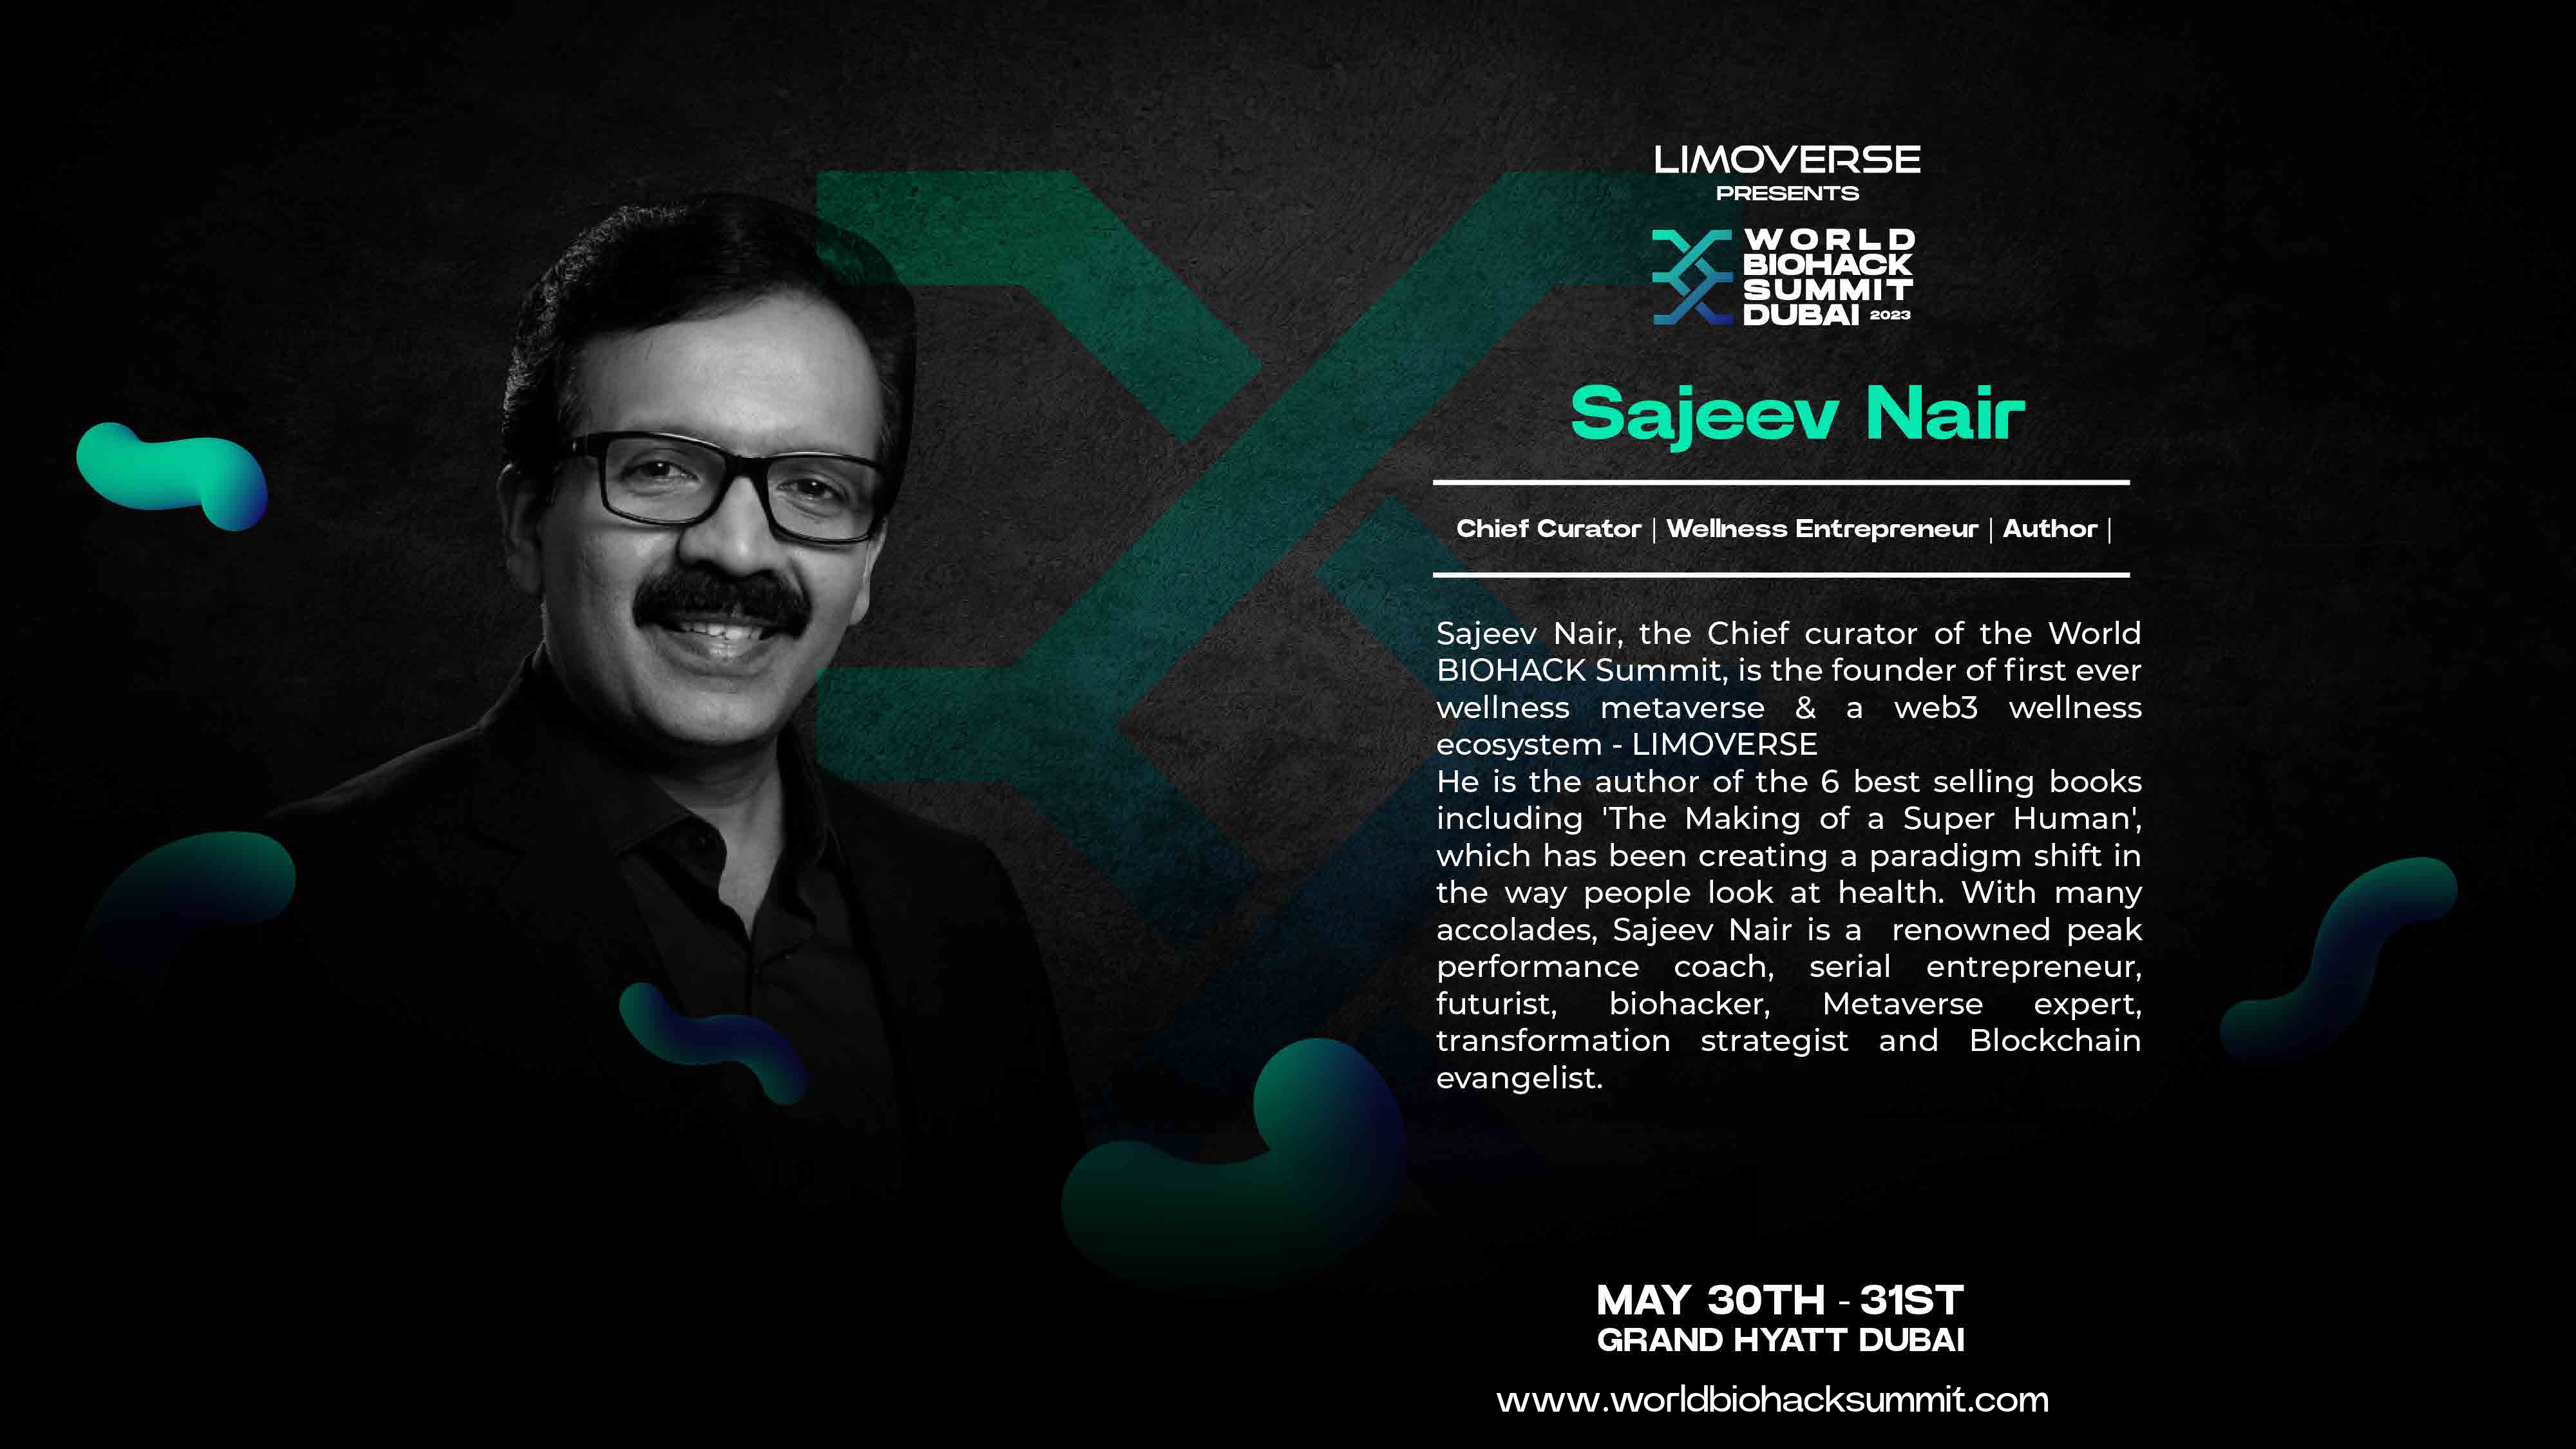 LIMOVERSE
PRESENTS
WORLD
BIOHACK
SUMMIT
DUBAI 2023
Sajeev Nair
Chief Curator | Wellness Entrepreneur | Author |
Sajeev Nair, the Chief curator of the World
BIOHACK Summit, is the founder of first ever
wellness metaverse & a web3 wellness
ecosystem - LIMOVERSE
He is the author of the 6 best selling books
including 'The Making of a Super Human',
which has been creating a paradigm shift in
the way people look at health. With many
accolades, Sajeev Nair is a renowned peak
performance coach, serial entrepreneur,
futurist, biohacker, Metaverse expert,
transformation strategist and Blockchain
evangelist.
MAY 30TH - 31ST
GRAND HYATT DUBAI
www.worldbiohacksummit.com